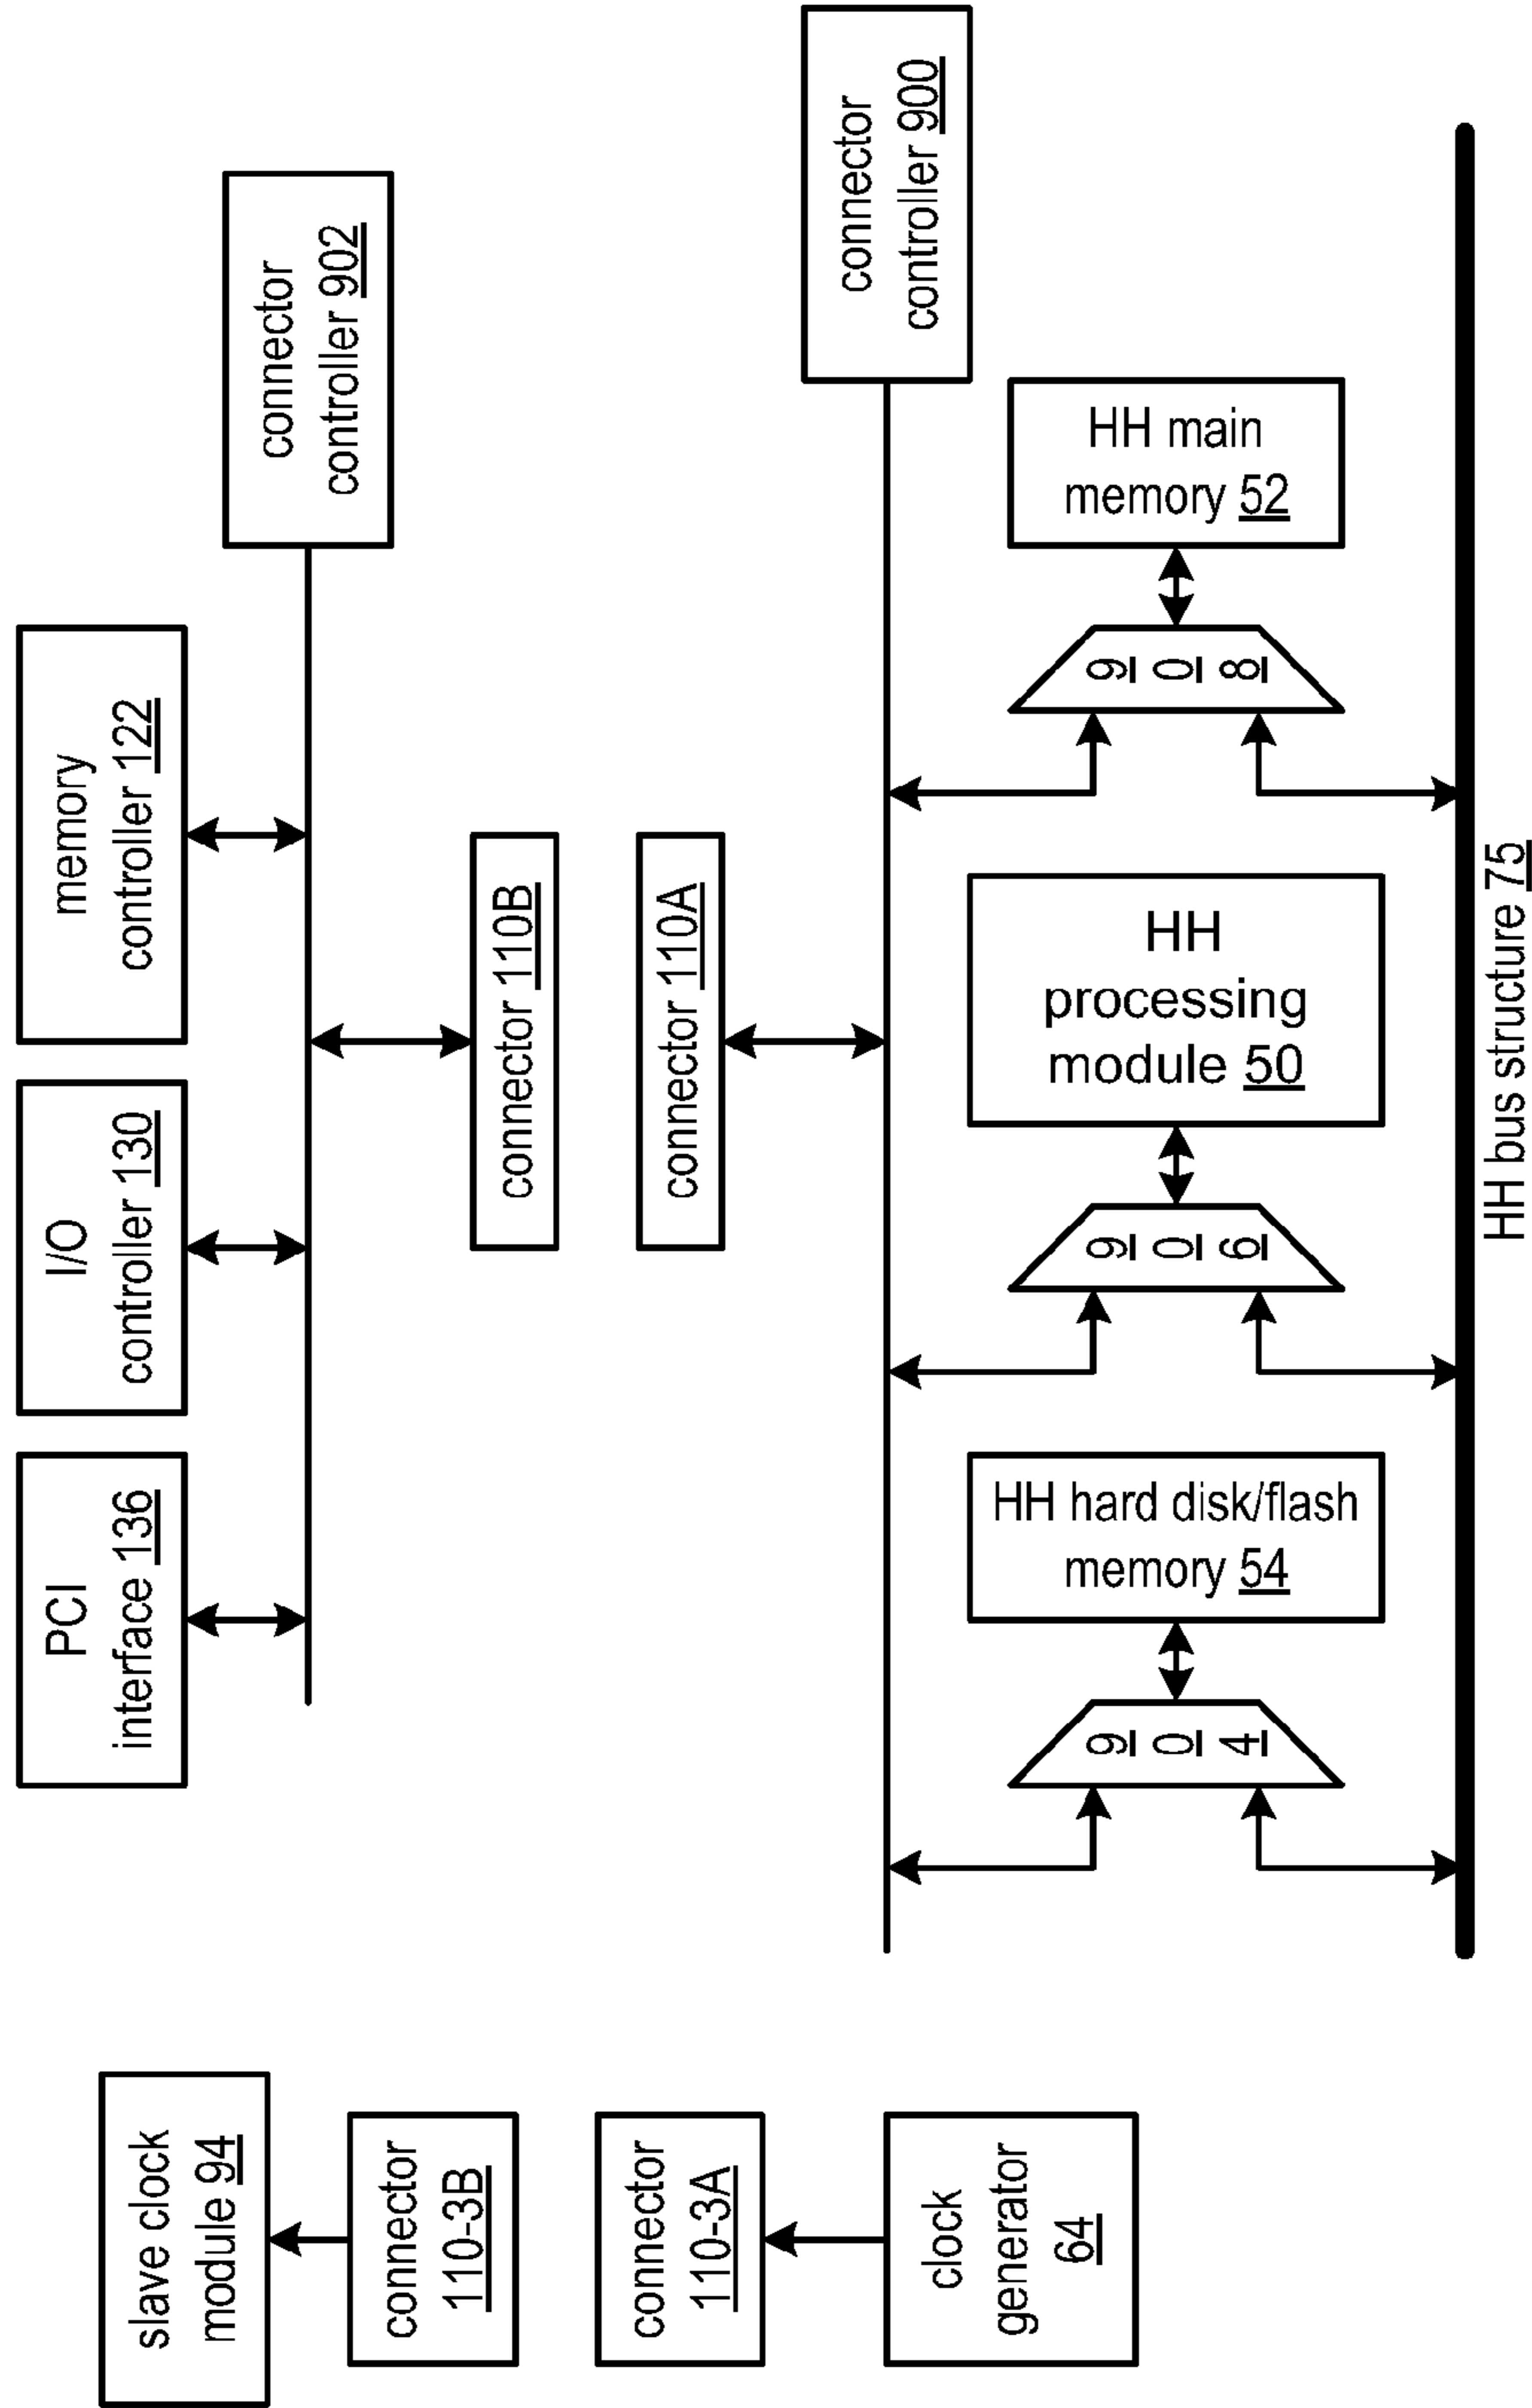 slave clock
module 94
connector
110-3B
connector
110-3A
clock
generator
64
PCI
interface 136
I/O
controller 130
memory
controller 122
connector
controller 902
connector 110B
connector 110A
connector
controller 900
904
HH hard disk/flash
memory 54
906
HH
processing
module 50
908
HH main
memory 52
HH bus structure 75